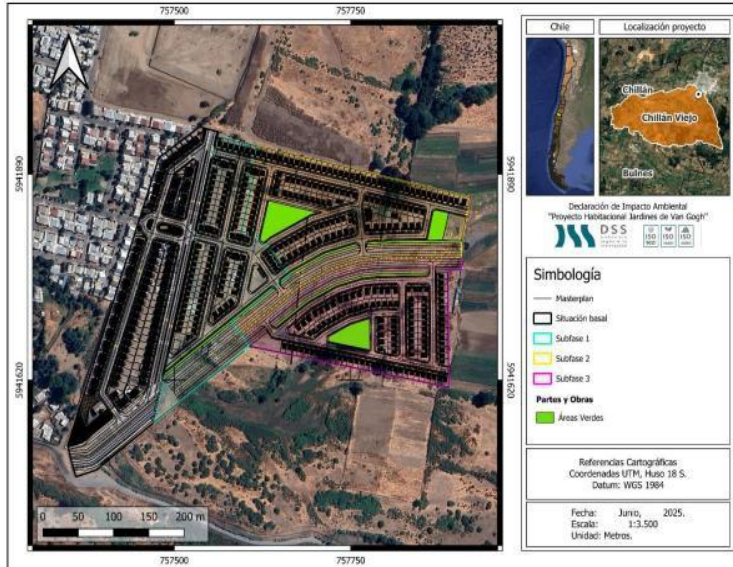 757500
757750
5941890
5941620
5941890
5941620
0 50 100 150 200 m
757500
757750
Chile
Localización proyecto
Chillán
Chillán Viejo
Bulnes
Declaración de Impacto Ambiental
"Proyecto Habitacional Jardines de Van Gogh"
DSS
ISO
ISO
ISO
Simbología
Masterplan
Situación basal
Subfase 1
Subfase 2
Subfase 3
Partes y Obras
Áreas Verdes
Referencias Cartográficas
Coordenadas UTM, Huso 18 S.
Datum: WGS 1984
Fecha: Junio, 2025.
Escala: 1:3.500
Unidad: Metros.